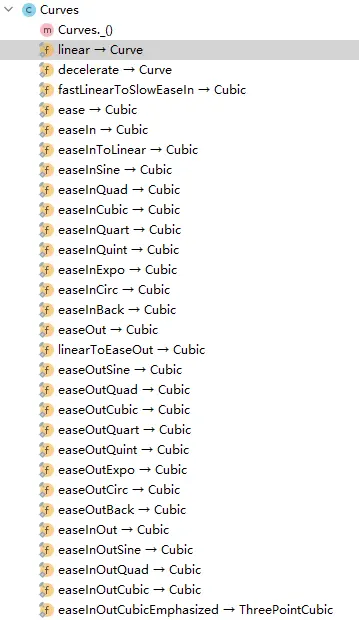 Curves
Curves._()
linear → Curve
decelerate → Curve
fastLinearToSlowEaseIn → Cubic
ease → Cubic
easeIn → Cubic
easeInToLinear → Cubic
easeInSine → Cubic
easeInQuad → Cubic
easeInCubic → Cubic
easeInQuart → Cubic
easeInQuint → Cubic
easeInExpo → Cubic
easeInCirc → Cubic
easeInBack → Cubic
easeOut → Cubic
linearToEaseOut → Cubic
easeOutSine → Cubic
easeOutQuad → Cubic
easeOutCubic → Cubic
easeOutQuart → Cubic
easeOutQuint → Cubic
easeOutExpo → Cubic
easeOutCirc → Cubic
easeOutBack → Cubic
easeInOut → Cubic
easeInOutSine → Cubic
easeInOutQuad → Cubic
easeInOutCubic → Cubic
easeInOutCubicEmphasized → ThreePointCubic